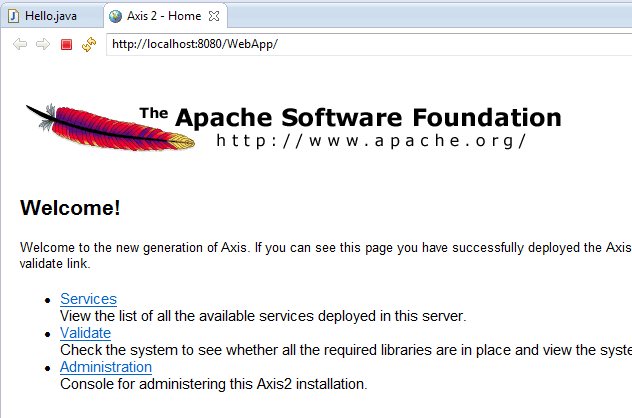 Hello.java
Axis 2 - Home
http://localhost:8080/WebApp/
The Apache Software Foundation
http://www.apache.org/
Welcome!
Welcome to the new generation of Axis. If you can see this page you have successfully deployed the Axis
validate link.
Services
View the list of all the available services deployed in this server.
Validate
Check the system to see whether all the required libraries are in place and view the syste
Administration
Console for administering this Axis2 installation.